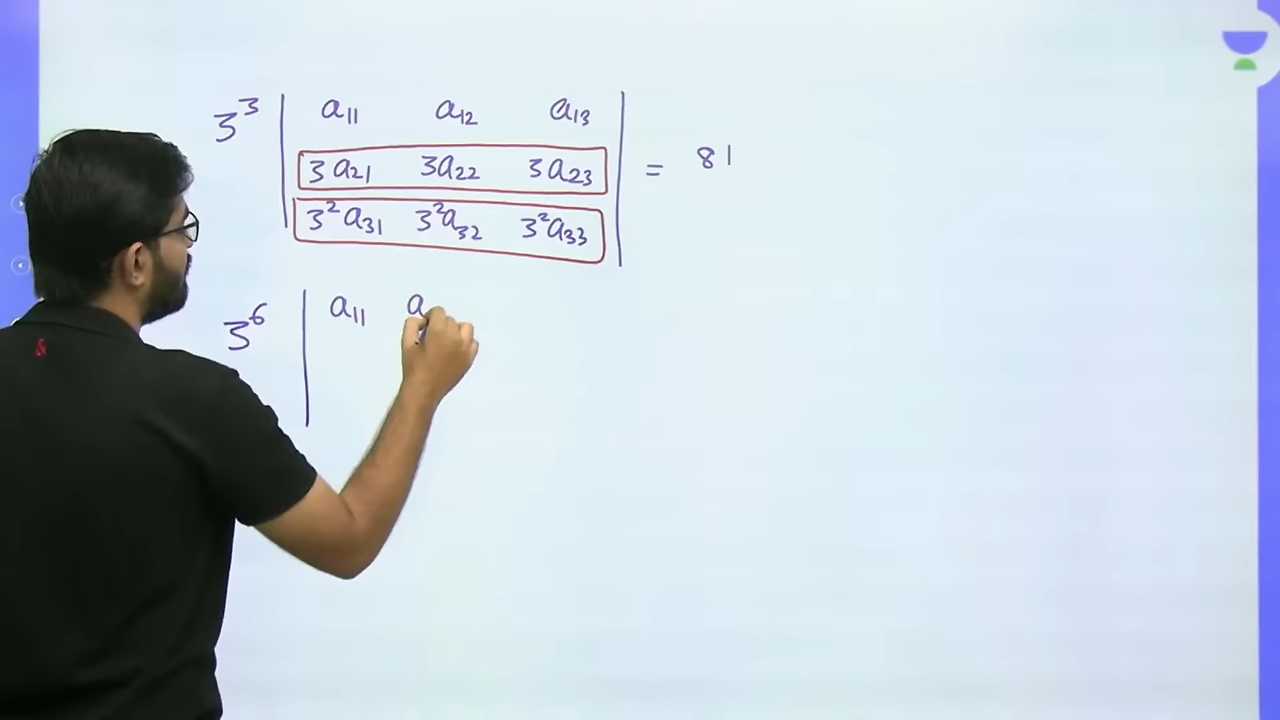 3³ | a₁₁ a₁₂ a₁₃ |
| 3a₂₁ 3a₂₂ 3a₂₃ | = 81
| 3²a₃₁ 3²a₃₂ 3²a₃₃ |
3⁶ | a₁₁ a